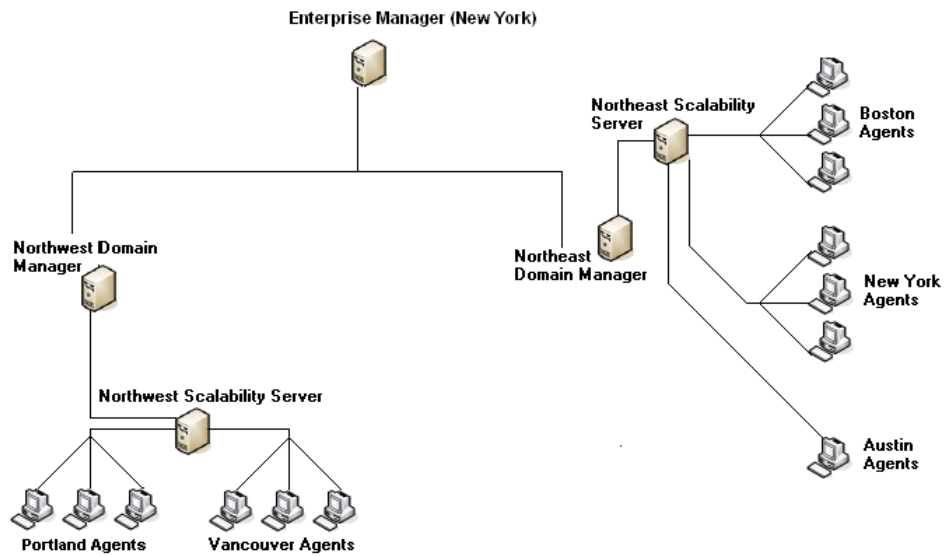 Enterprise Manager (New York)
Northeast Scalability
Server
Boston
Agents
Northwest Domain
Manager
Northeast
Domain Manager
New York
Agents
Northwest Scalability Server
Austin
Agents
Portland Agents
Vancouver Agents